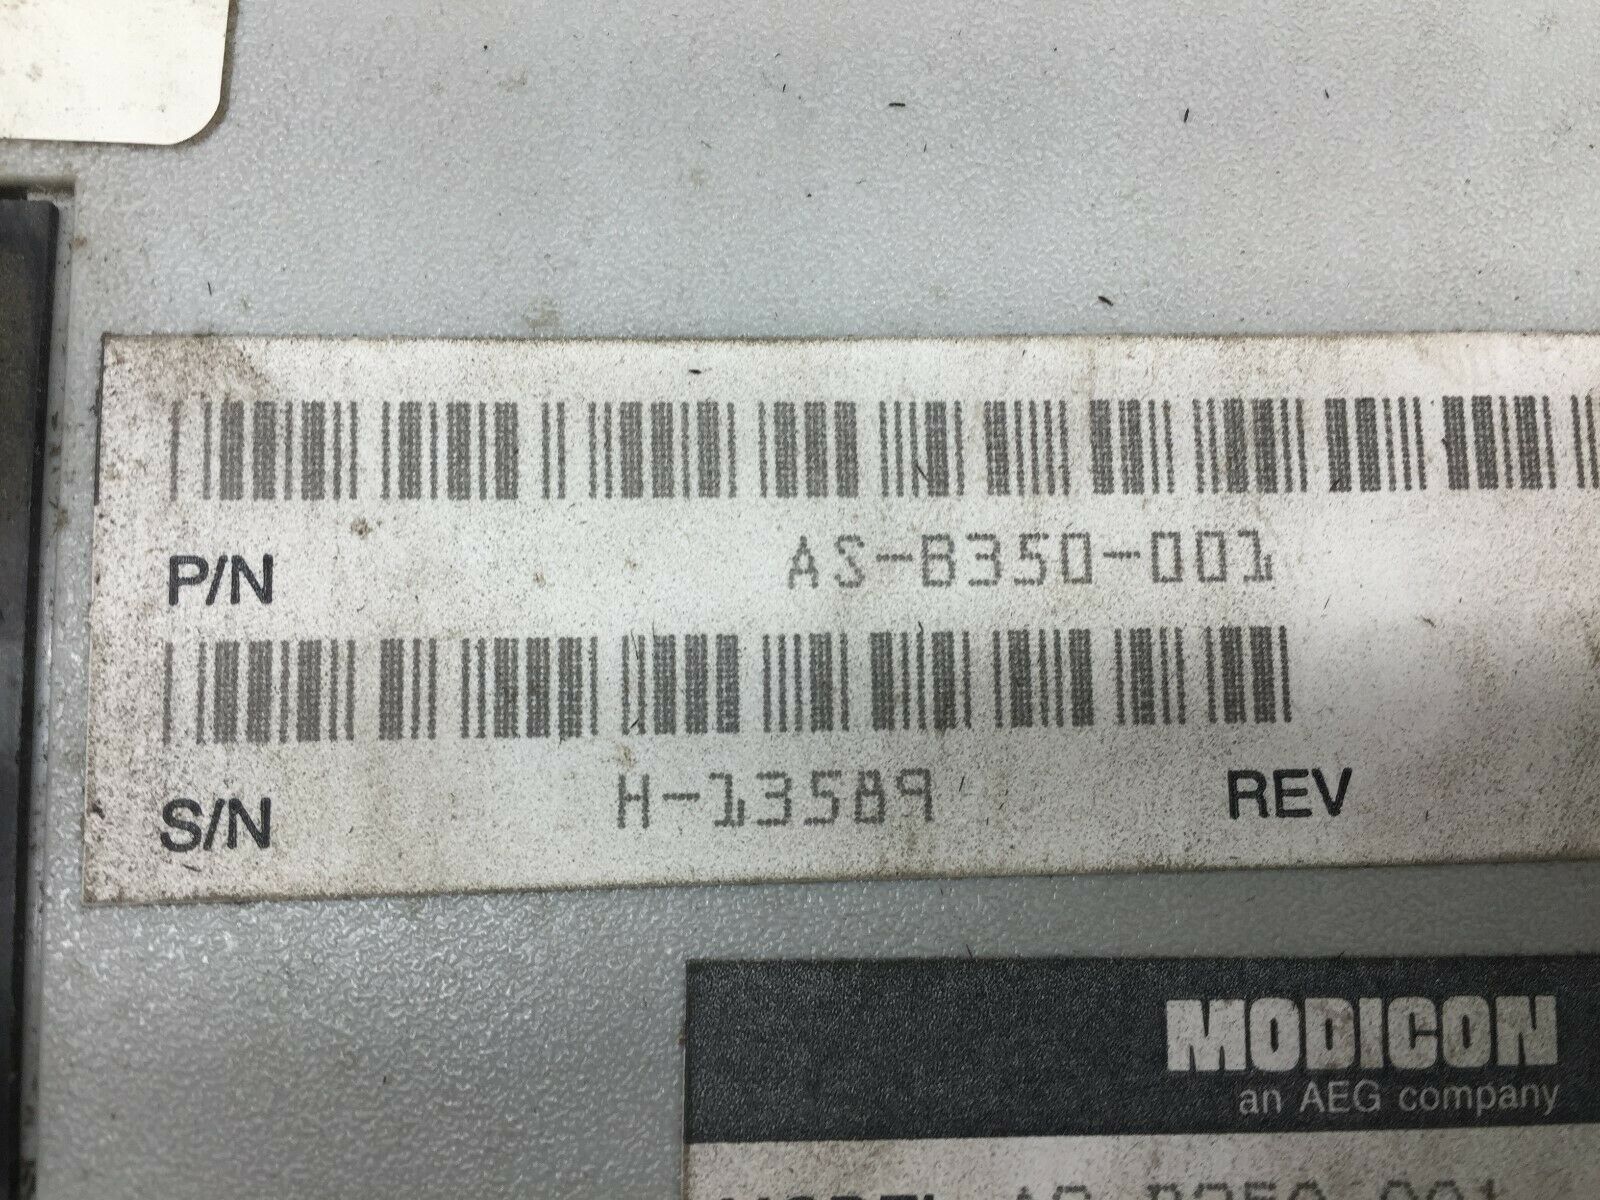 P/N AS-B350-001
S/N H-13589 REV
MODICON
an AEG company